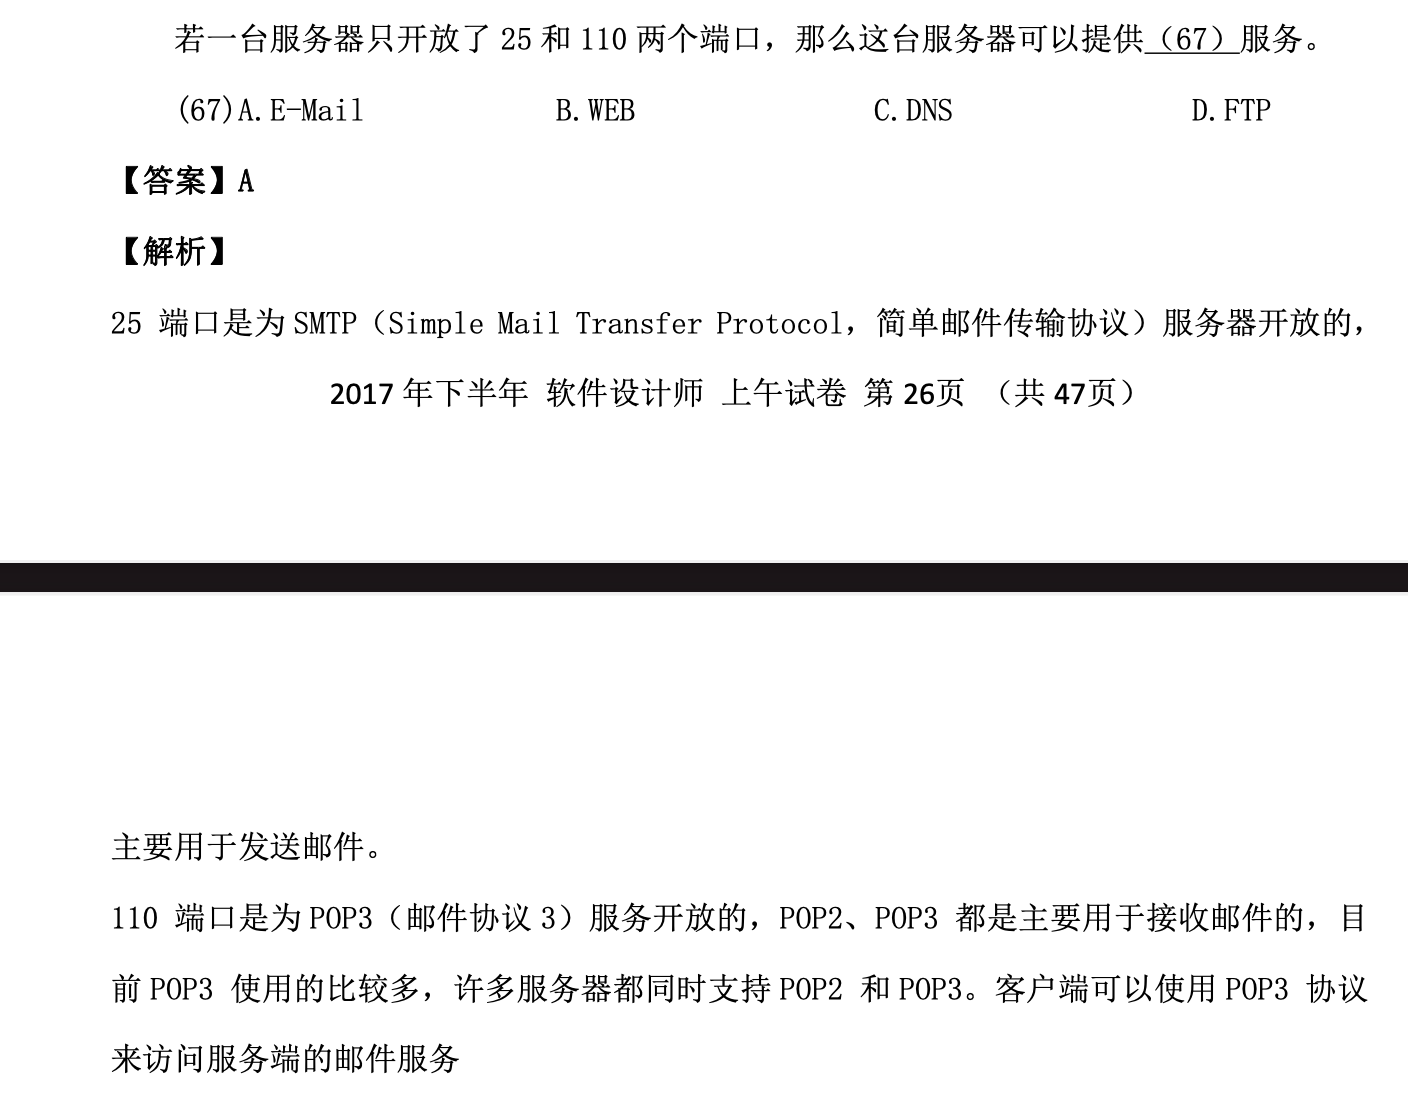 若一台服务器只开放了 25 和 110 两个端口，那么这台服务器可以提供（67）服务。
(67)A.E-Mail B.WEB C.DNS D.FTP
【答案】A
【解析】
25 端口是为 SMTP（Simple Mail Transfer Protocol，简单邮件传输协议）服务器开放的，
2017 年下半年 软件设计师 上午试卷 第 26页 （共 47页）
主要用于发送邮件。
110 端口是为 POP3（邮件协议 3）服务开放的，POP2、POP3 都是主要用于接收邮件的，目
前 POP3 使用的比较多，许多服务器都同时支持 POP2 和 POP3。客户端可以使用 POP3 协议
来访问服务端的邮件服务